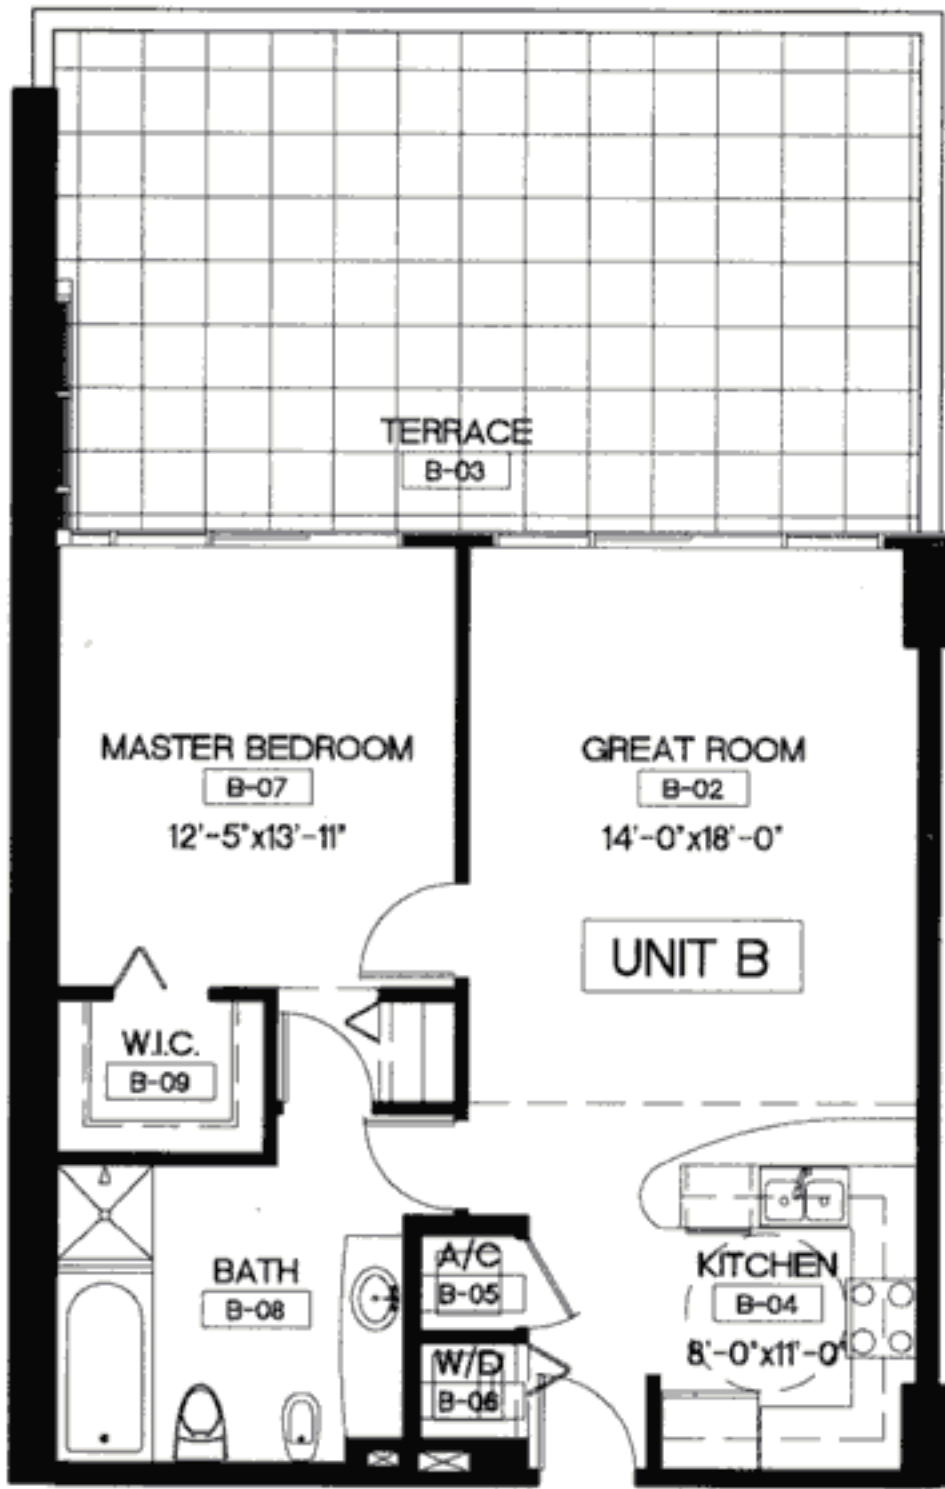 TERRACE
B-03
MASTER BEDROOM
B-07
12'-5"x13'-11"
GREAT ROOM
B-02
14'-0"x18'-0"
UNIT B
W.I.C.
B-09
BATH
B-08
A/C
B-05
W/D
B-06
KITCHEN
B-04
8'-0"x11'-0"